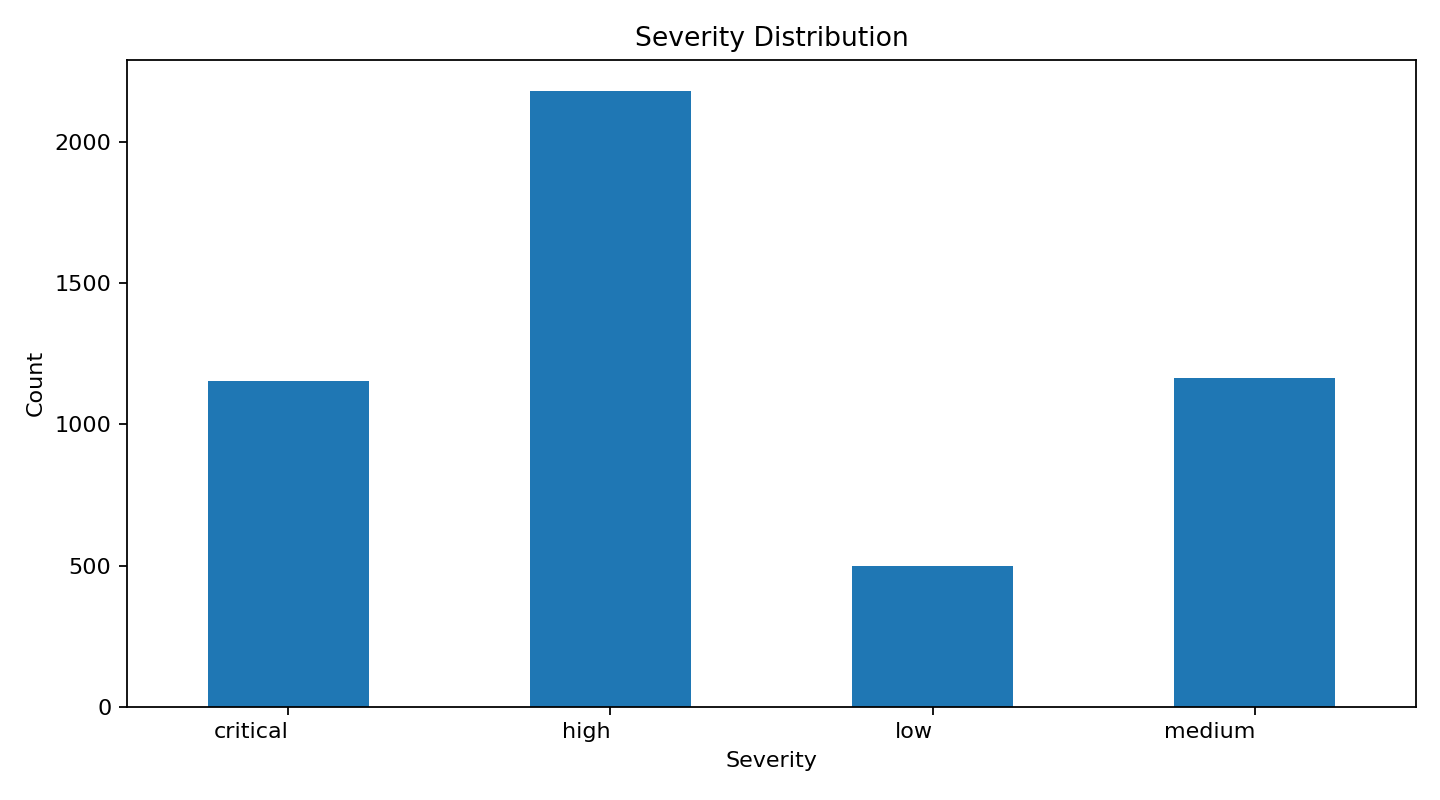 Severity Distribution
Count
2000
1500
1000
500
0
critical
high
low
medium
Severity